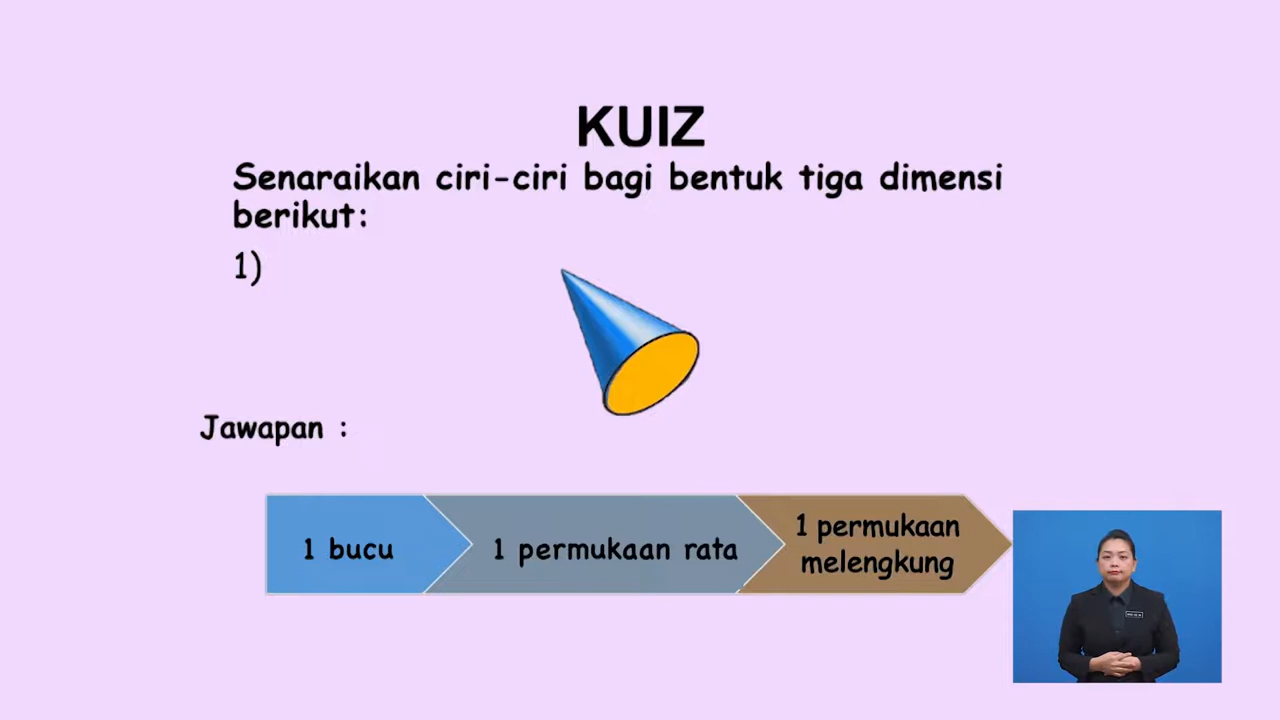 KUIZ
Senaraikan ciri-ciri bagi bentuk tiga dimensi
berikut:
1)
Jawapan :
1 bucu
1 permukaan rata
1 permukaan
melengkung